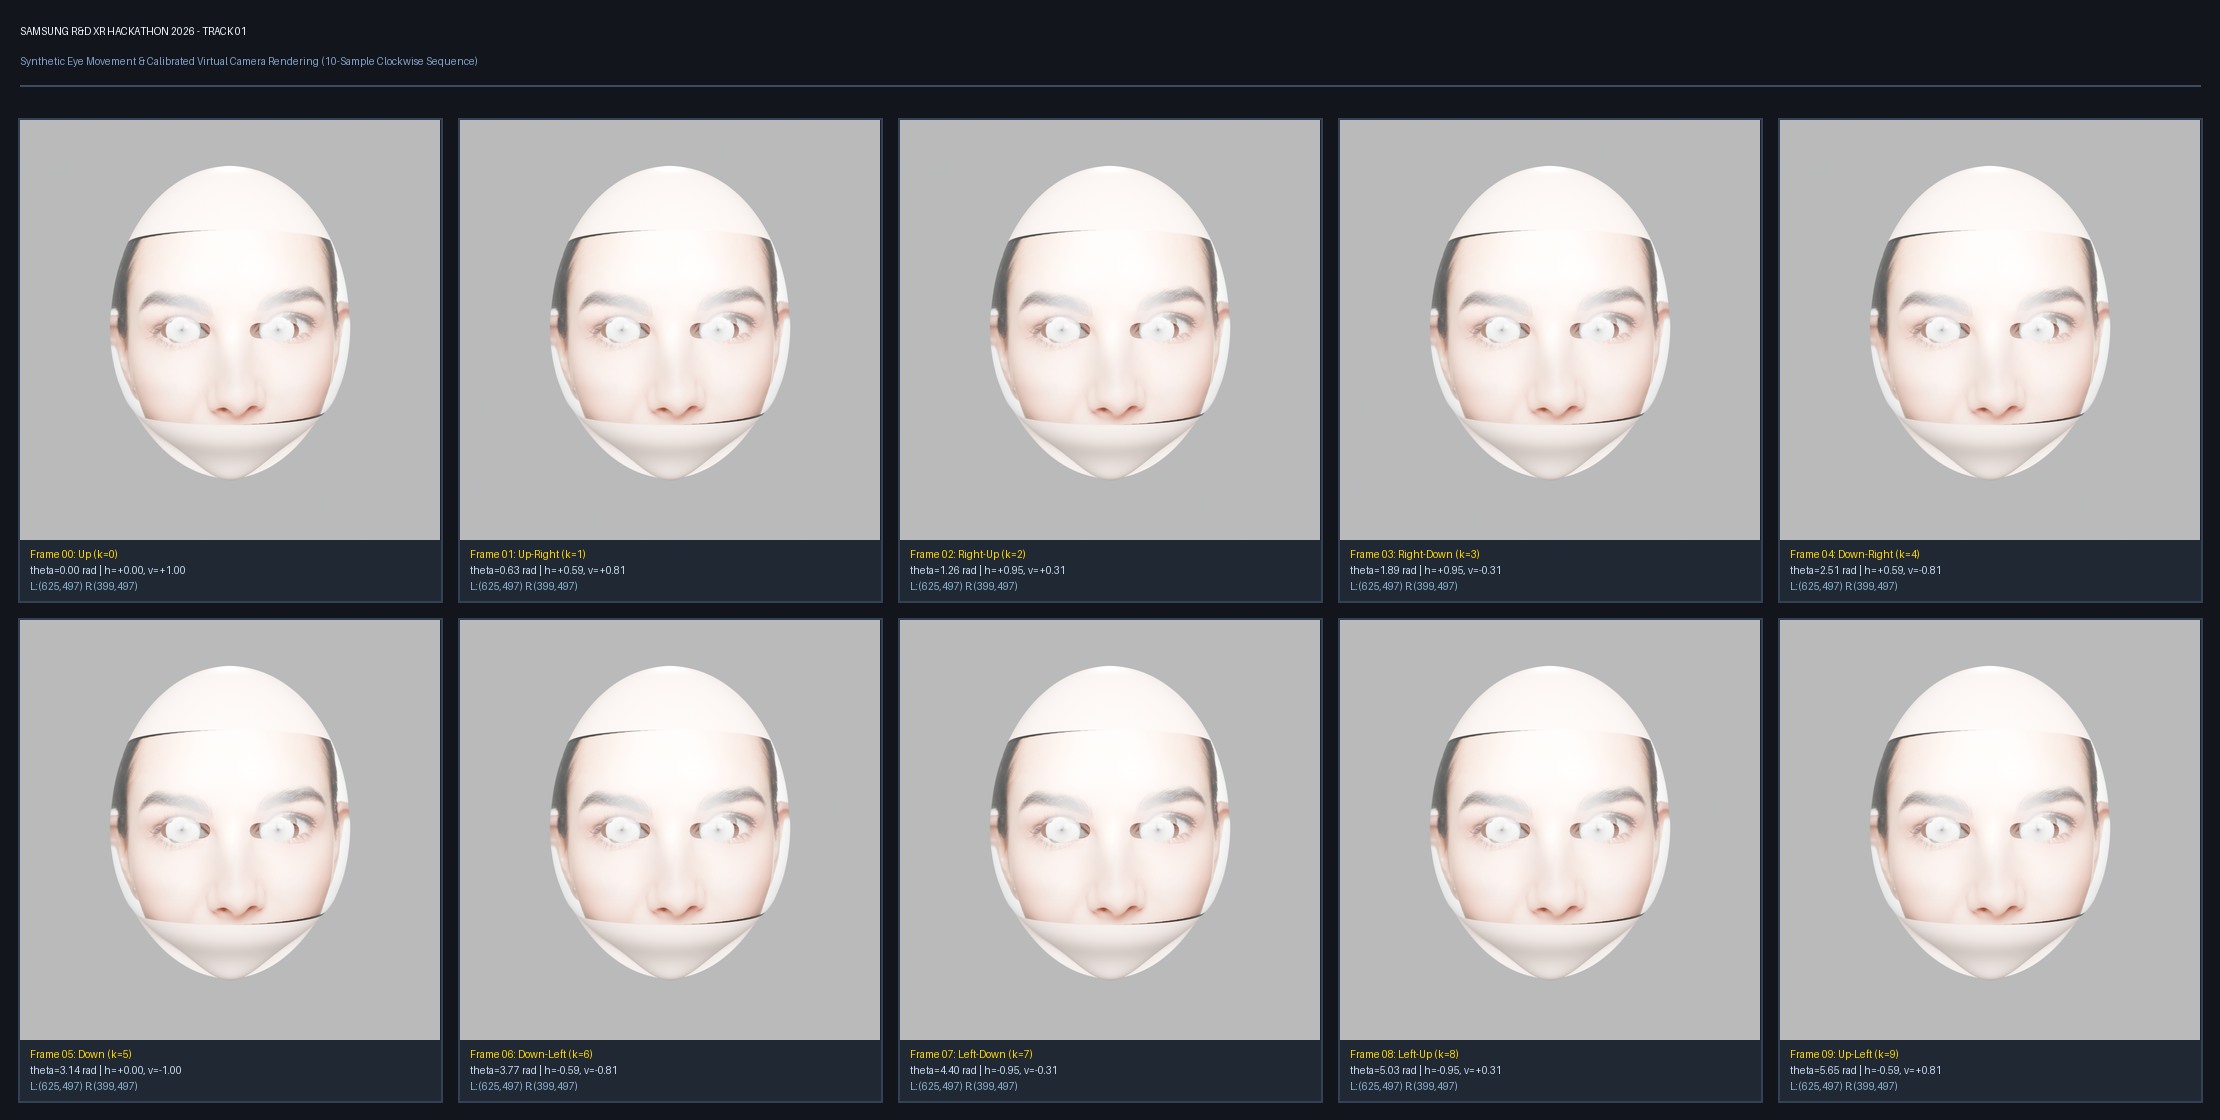 SAMSUNG R&D XR HACKATHON 2026 - TRACK 01
Synthetic Eye Movement & Calibrated Virtual Camera Rendering (10-Sample Clockwise Sequence)
Frame 00: Up (k=0)
theta=0.00 rad | h=+0.00, v=+1.00
L:(625,497) R:(399,497)
Frame 01: Up-Right (k=1)
theta=0.63 rad | h=+0.59, v=+0.81
L:(625,497) R:(399,497)
Frame 02: Right-Up (k=2)
theta=1.26 rad | h=+0.95, v=+0.31
L:(625,497) R:(399,497)
Frame 03: Right-Down (k=3)
theta=1.89 rad | h=+0.95, v=-0.31
L:(625,497) R:(399,497)
Frame 04: Down-Right (k=4)
theta=2.51 rad | h=+0.59, v=-0.81
L:(625,497) R:(399,497)
Frame 05: Down (k=5)
theta=3.14 rad | h=+0.00, v=-1.00
L:(625,497) R:(399,497)
Frame 06: Down-Left (k=6)
theta=3.77 rad | h=-0.59, v=-0.81
L:(625,497) R:(399,497)
Frame 07: Left-Down (k=7)
theta=4.40 rad | h=-0.95, v=-0.31
L:(625,497) R:(399,497)
Frame 08: Left-Up (k=8)
theta=5.03 rad | h=-0.95, v=+0.31
L:(625,497) R:(399,497)
Frame 09: Up-Left (k=9)
theta=5.65 rad | h=-0.59, v=+0.81
L:(625,497) R:(399,497)